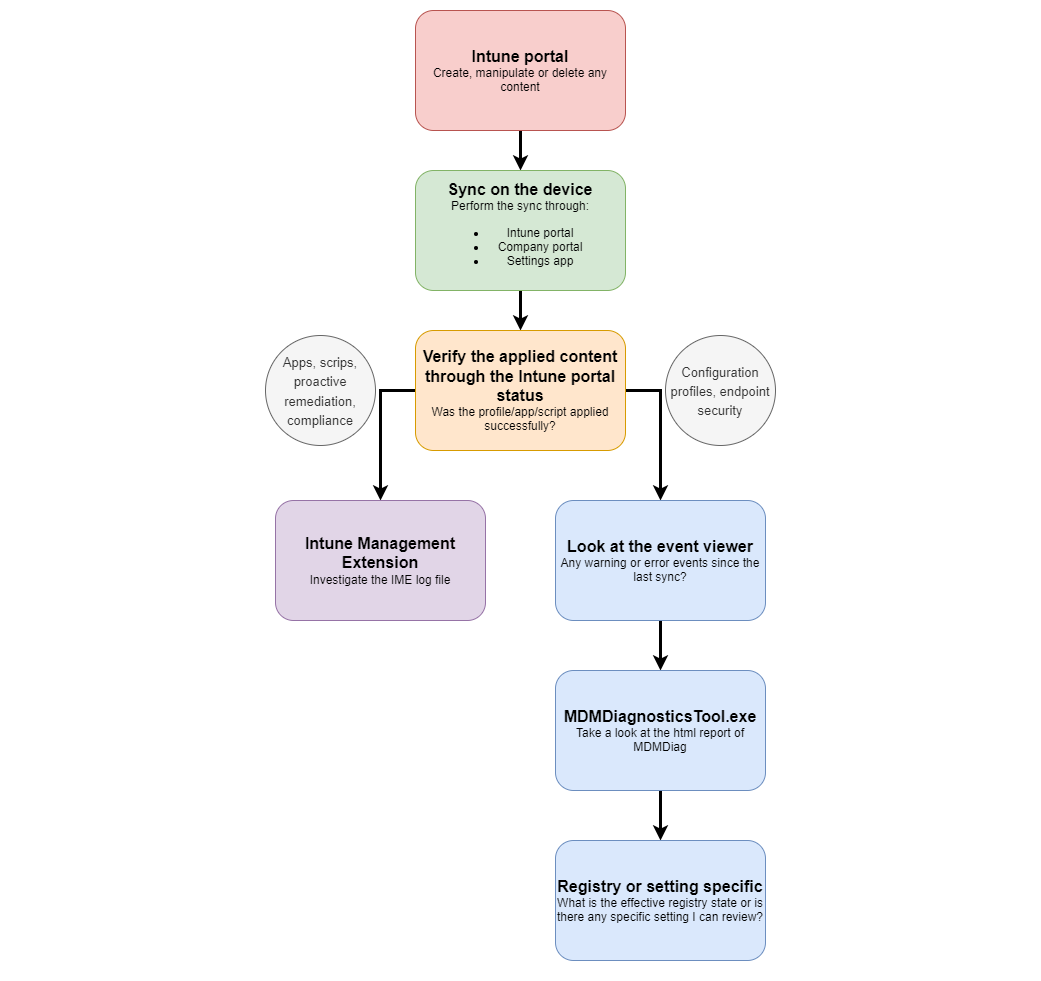 Intune portal
Create, manipulate or delete any
content
Sync on the device
Perform the sync through:
• Intune portal
• Company portal
• Settings app
Apps, scrips,
proactive
remediation,
compliance
Verify the applied content
through the Intune portal
status
Was the profile/app/script applied
successfully?
Configuration
profiles, endpoint
security
Intune Management
Extension
Investigate the IME log file
Look at the event viewer
Any warning or error events since the
last sync?
MDMDiagnosticsTool.exe
Take a look at the html report of
MDMDiag
Registry or setting specific
What is the effective registry state or is
there any specific setting I can review?